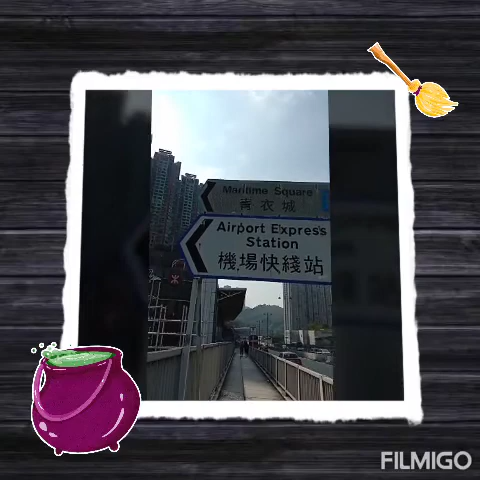 Maritime Square
青衣城
Airport Express
Station
機場快綫站
FILMIGO